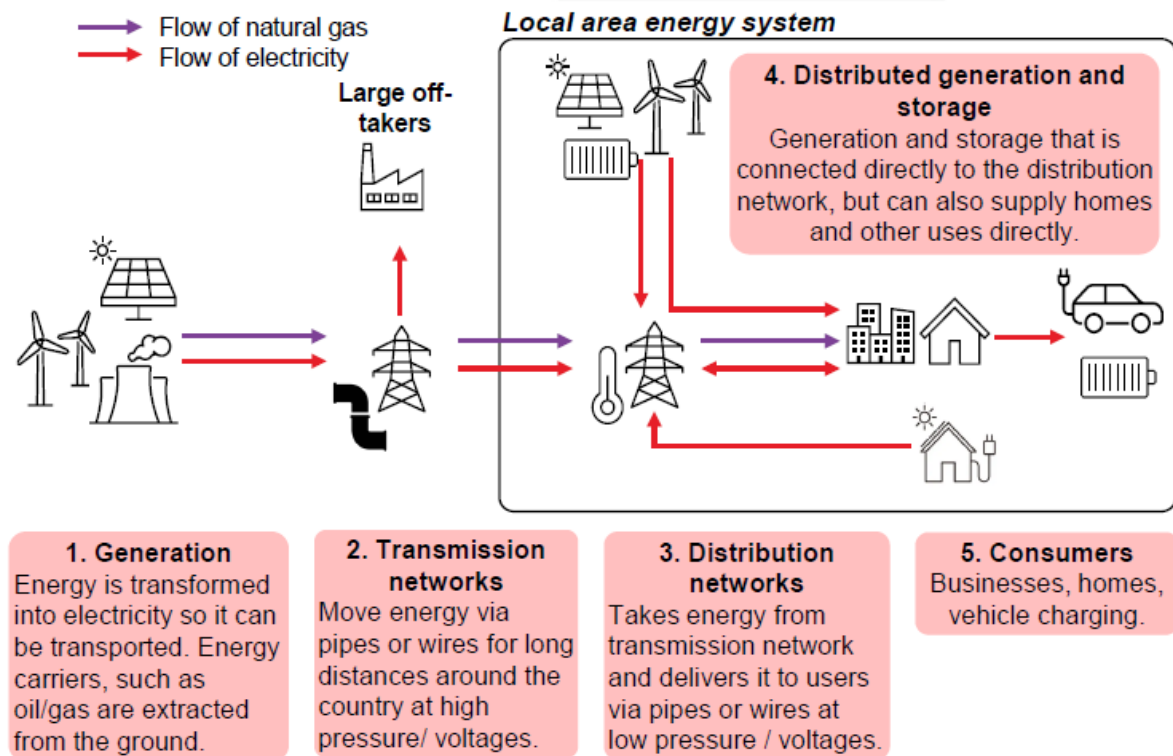 Flow of natural gas
Flow of electricity
Local area energy system
Large off-
takers
4. Distributed generation and
storage
Generation and storage that is
connected directly to the distribution
network, but can also supply homes
and other uses directly.
1. Generation
Energy is transformed
into electricity so it can
be transported. Energy
carriers, such as
oil/gas are extracted
from the ground.
2. Transmission
networks
Move energy via
pipes or wires for long
distances around the
country at high
pressure/ voltages.
3. Distribution
networks
Takes energy from
transmission network
and delivers it to users
via pipes or wires at
low pressure / voltages.
5. Consumers
Businesses, homes,
vehicle charging.